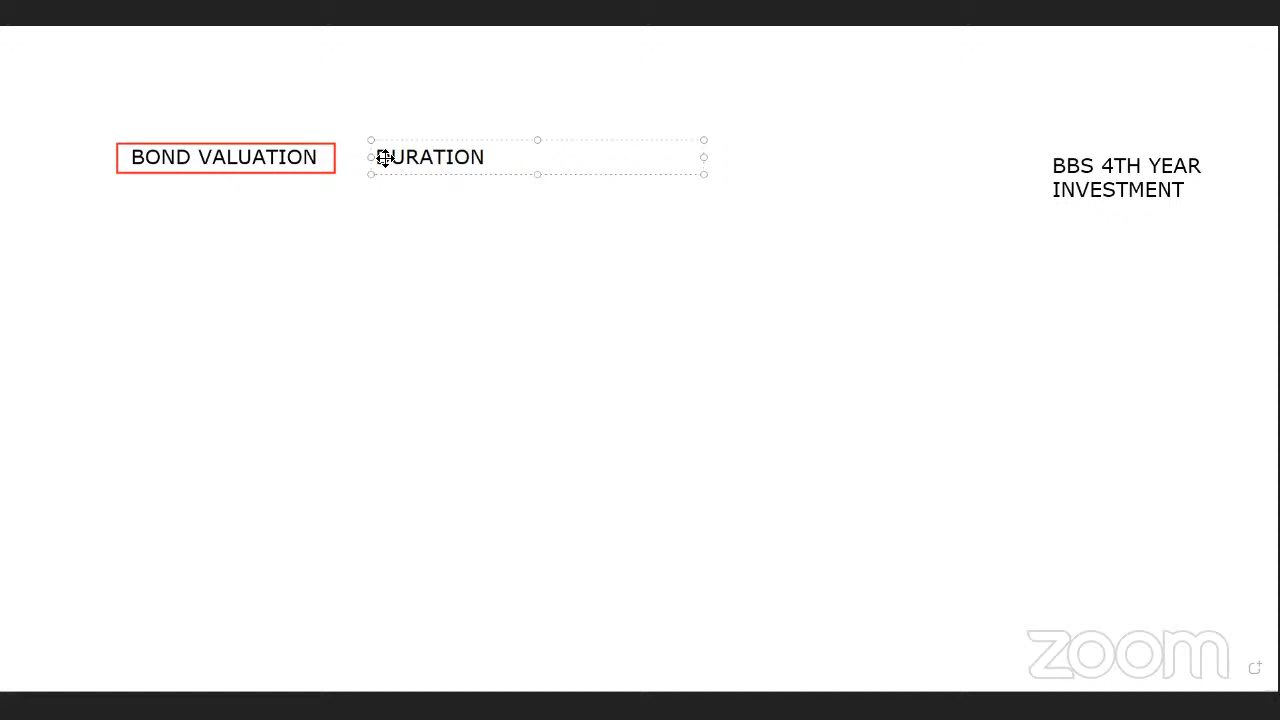 BOND VALUATION
DURATION
BBS 4TH YEAR
INVESTMENT
zoom